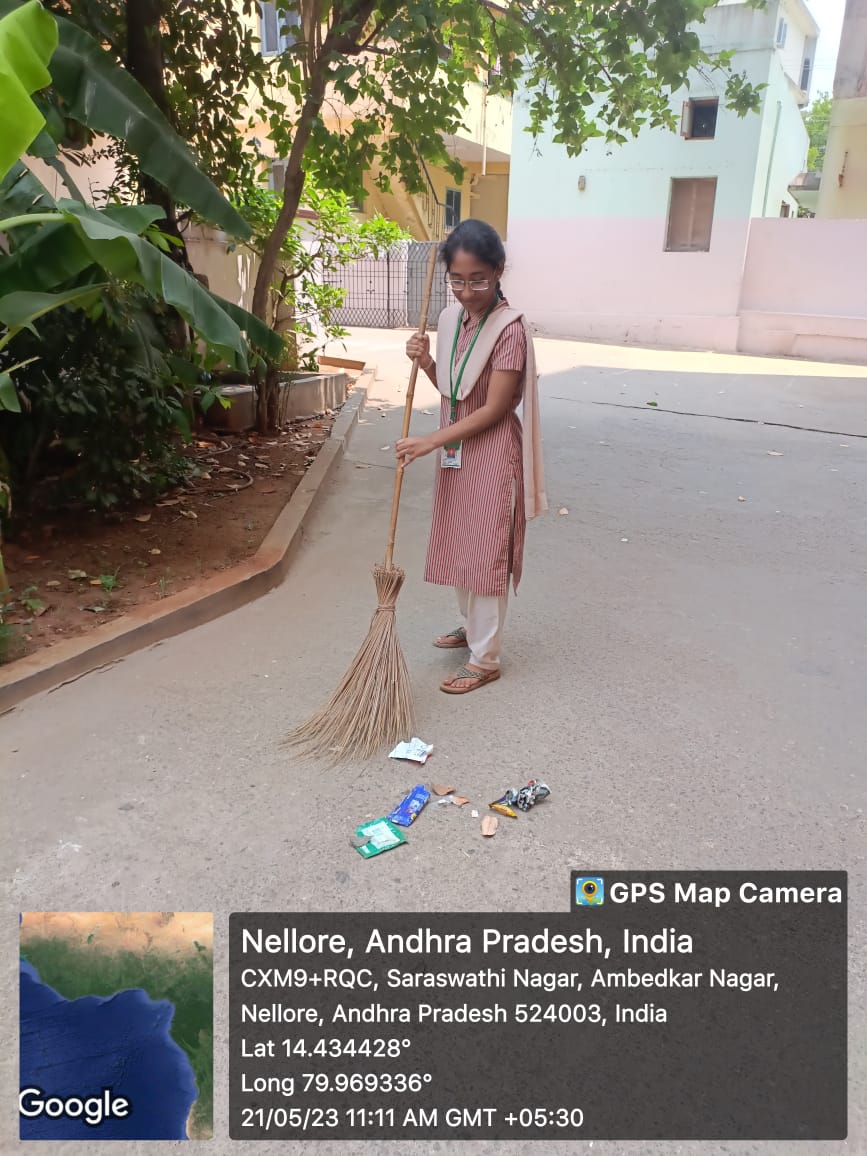 GPS Map Camera
Nellore, Andhra Pradesh, India
CXM9+RQC, Saraswathi Nagar, Ambedkar Nagar,
Nellore, Andhra Pradesh 524003, India
Lat 14.434428°
Long 79.969336°
21/05/23 11:11 AM GMT +05:30
Google